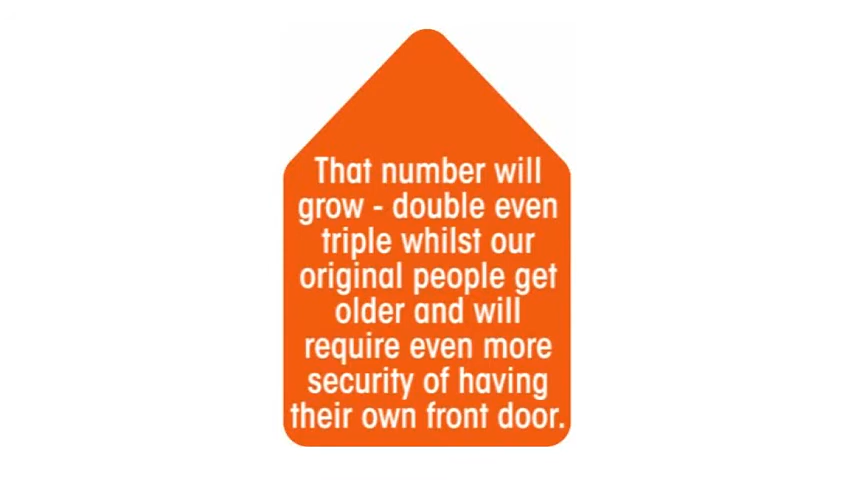 That number will
grow - double even
triple whilst our
original people get
older and will
require even more
security of having
their own front door.